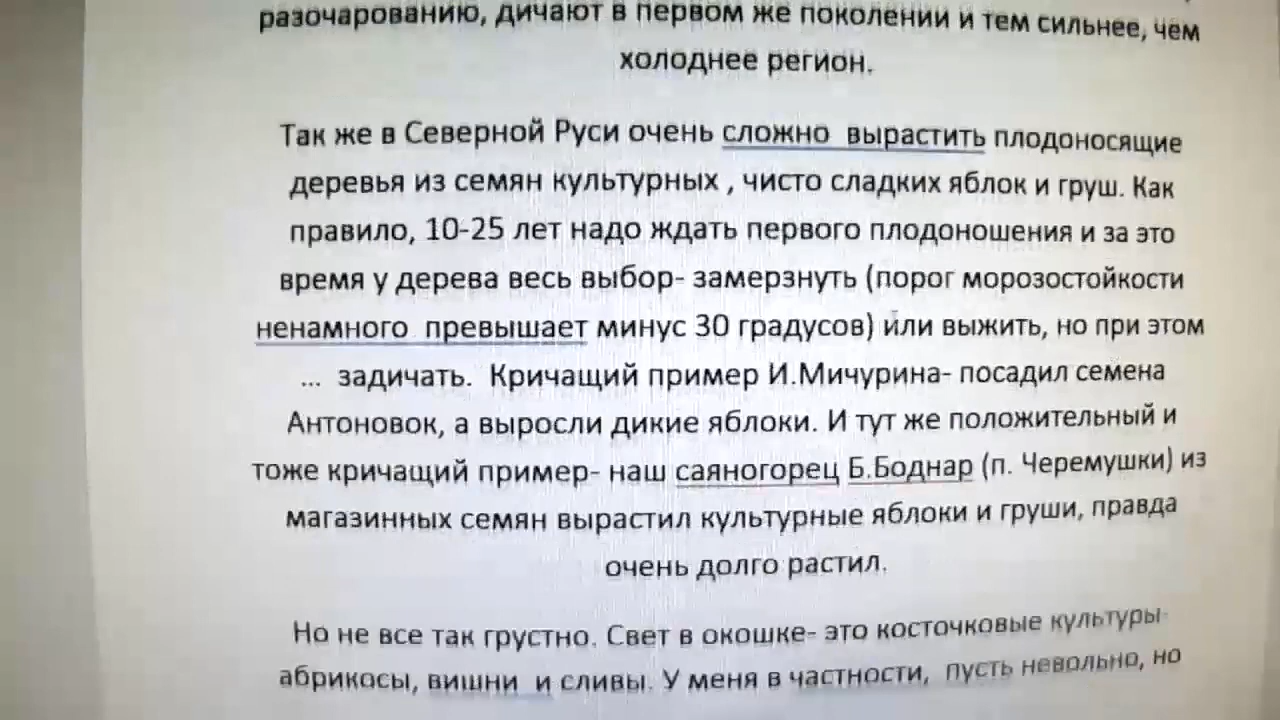 разочарованию, дичают в первом же поколении и тем сильнее, чем
холоднее регион.
Так же в Северной Руси очень сложно  вырастить плодоносящие
деревья из семян культурных , чисто сладких яблок и груш. Как
правило, 10-25 лет надо ждать первого плодоношения и за это
время у дерева весь выбор- замерзнуть (порог морозостойкости
ненамного  превышает минус 30 градусов) или выжить, но при этом
...  задичать.  Кричащий пример И.Мичурина- посадил семена
Антоновок, а выросли дикие яблоки. И тут же положительный и
тоже кричащий пример- наш саяногорец Б.Боднар (п. Черемушки) из
магазинных семян вырастил культурные яблоки и груши, правда
очень долго растил.
Но не все так грустно. Свет в окошке- это косточковые культуры-
абрикосы, вишни  и сливы. У меня в частности,  пусть невольно, но